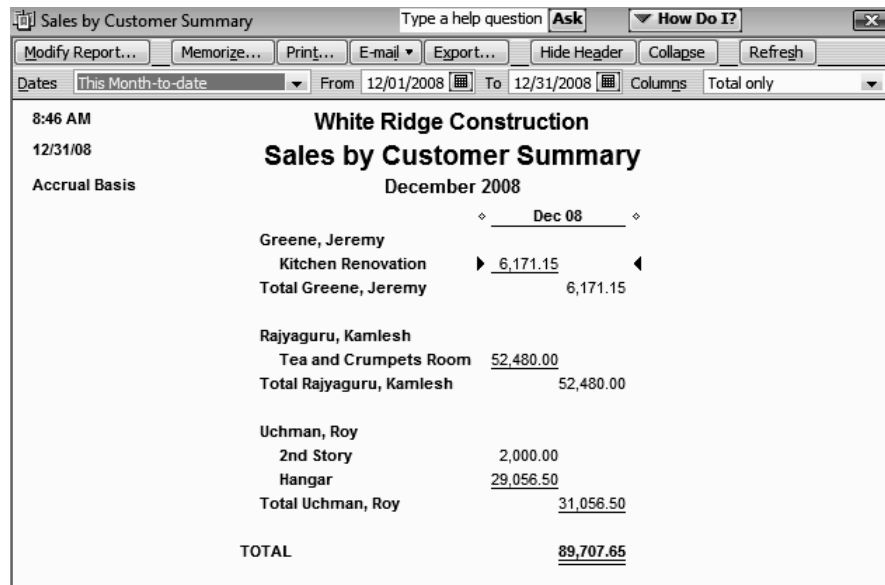 Sales by Customer Summary Type a help question Ask How Do I?
Modify Report... Memorize... Print... E-mail Export... Hide Header Collapse Refresh
Dates This Month-to-date From 12/01/2008 To 12/31/2008 Columns Total only
8:46 AM White Ridge Construction
12/31/08 Sales by Customer Summary
Accrual Basis December 2008
Dec 08
Greene, Jeremy
Kitchen Renovation 6,171.15
Total Greene, Jeremy 6,171.15
Rajyaguru, Kamlesh
Tea and Crumpets Room 52,480.00
Total Rajyaguru, Kamlesh 52,480.00
Uchman, Roy
2nd Story 2,000.00
Hangar 29,056.50
Total Uchman, Roy 31,056.50
TOTAL 89,707.65